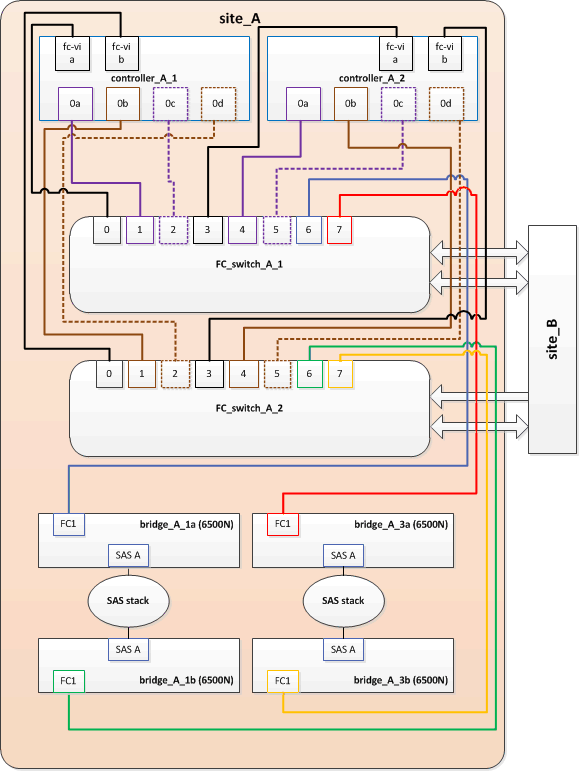 site_A
fc-vi a
fc-vi b
controller_A_1
0a
0b
0c
0d
fc-vi a
fc-vi b
controller_A_2
0a
0b
0c
0d
0
1
2
3
4
5
6
7
FC_switch_A_1
site_B
0
1
2
3
4
5
6
7
FC_switch_A_2
FC1
bridge_A_1a (6500N)
SAS A
FC1
bridge_A_3a (6500N)
SAS A
SAS stack
SAS stack
SAS A
FC1
bridge_A_1b (6500N)
SAS A
FC1
bridge_A_3b (6500N)